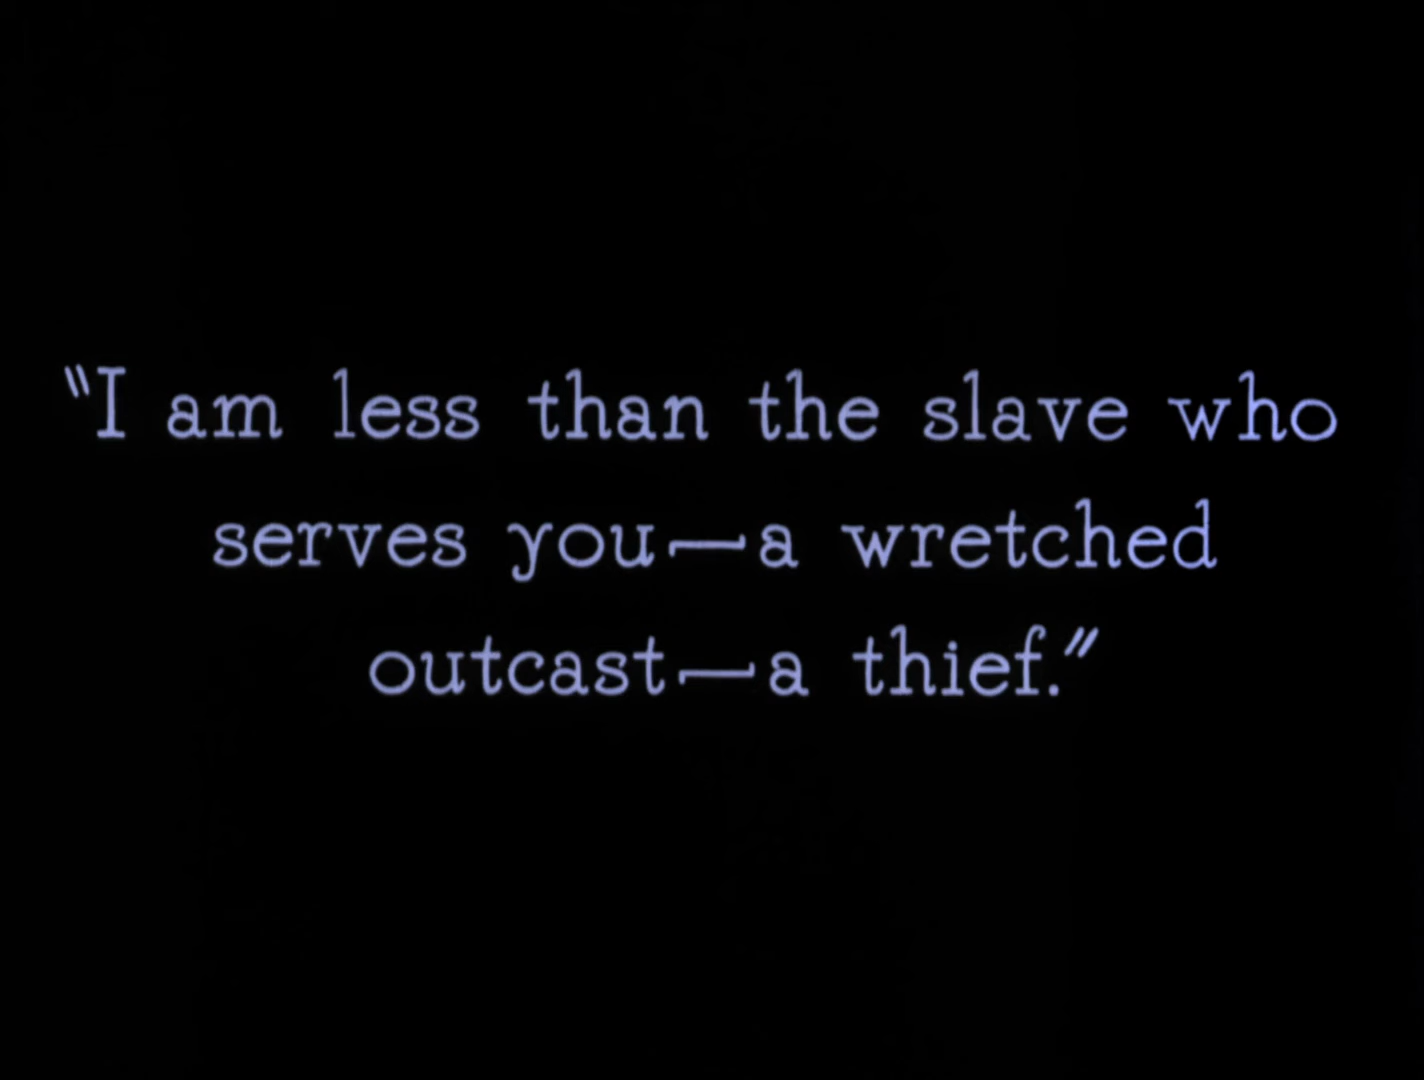 “I am less than the slave who
serves you—a wretched
outcast—a thief.”